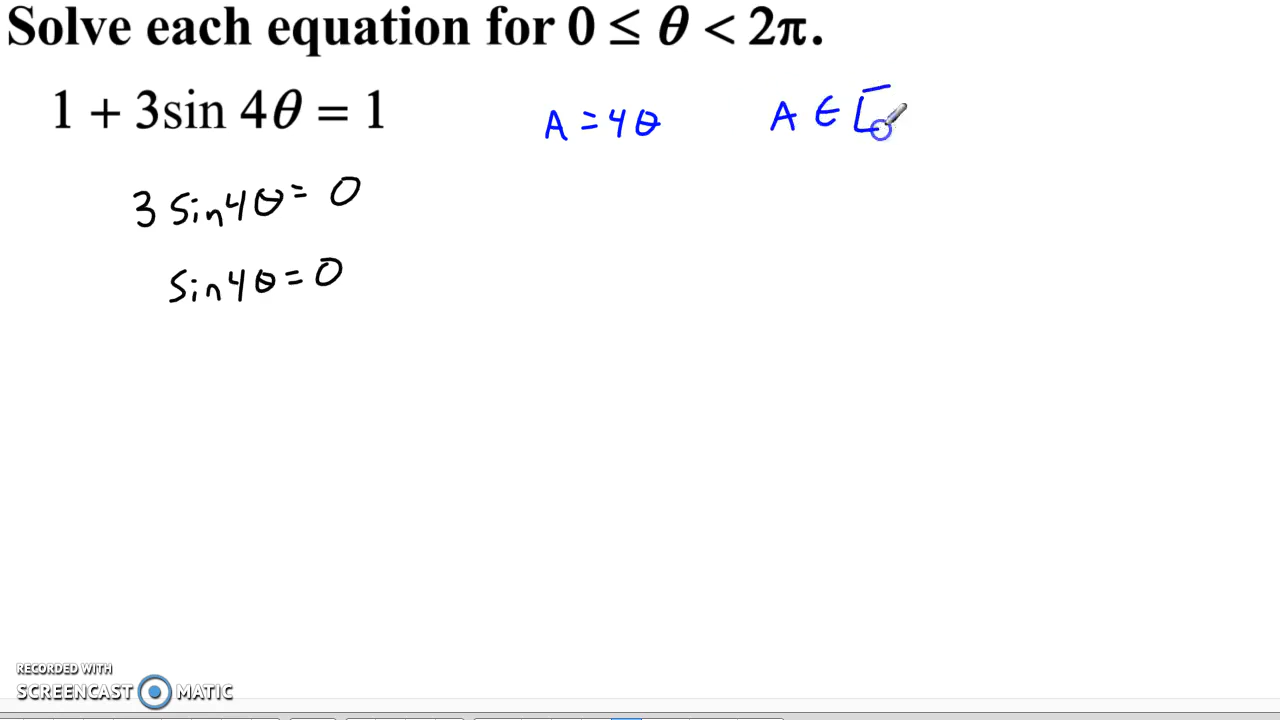 Solve each equation for 0 ≤ θ < 2π.
1 + 3sin 4θ = 1
A = 4θ
A ∈ [
3 sin4θ = 0
sin4θ = 0
RECORDED WITH
SCREENCAST MATIC